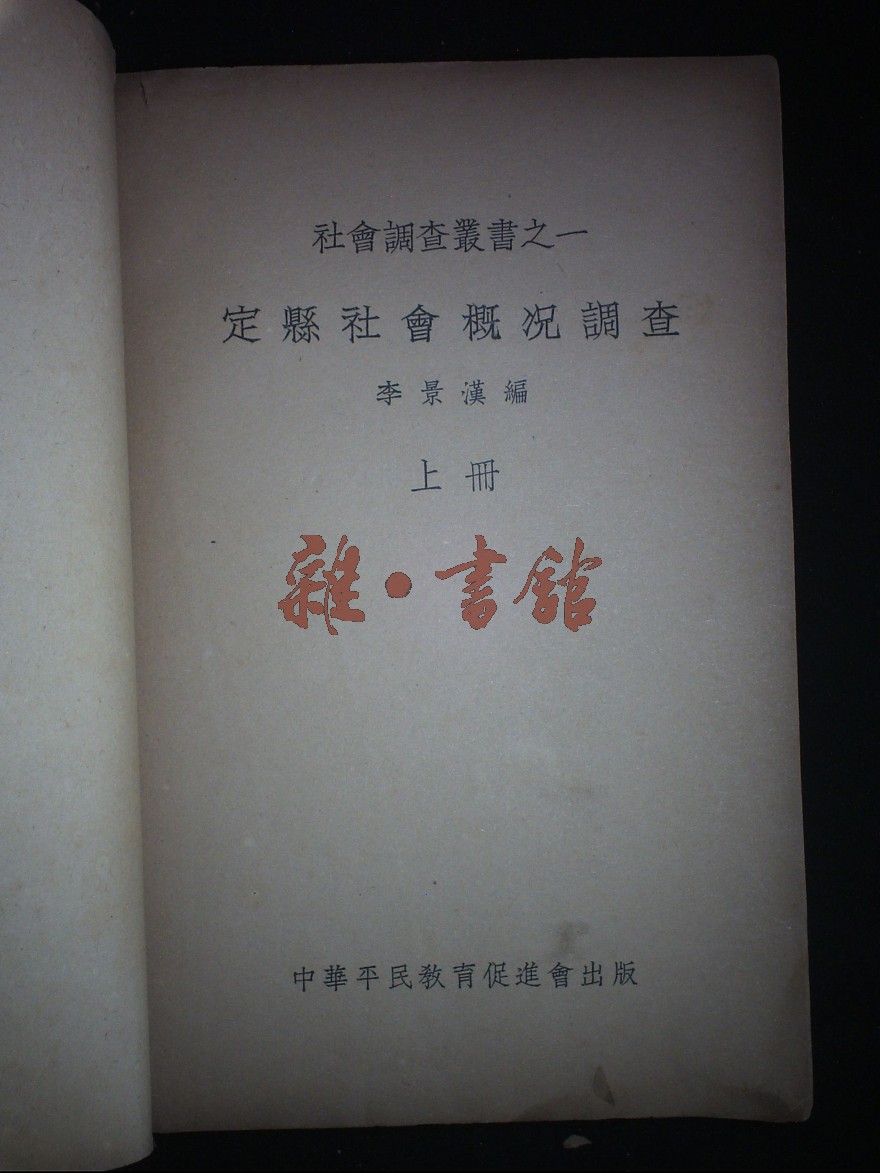 社會調查叢書之一
定縣社會概况調查
李景漢編
上冊
雜·書館
中華平民教育促進會出版